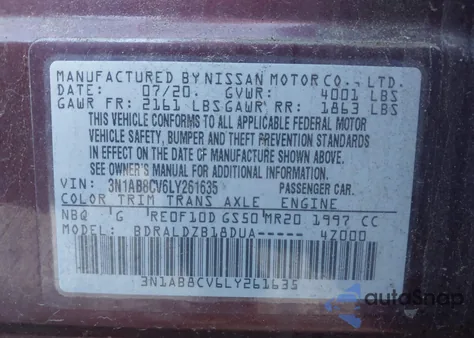 MANUFACTURED BY NISSAN MOTOR CO., LTD.
DATE: 07/20. GVWR: 4001 LBS
GAWR FR: 2161 LBS GAWR RR: 1863 LBS
THIS VEHICLE CONFORMS TO ALL APPLICABLE FEDERAL MOTOR
VEHICLE SAFETY, BUMPER AND THEFT PREVENTION STANDARDS
IN EFFECT ON THE DATE OF MANUFACTURE SHOWN ABOVE.
SEE OWNER'S MANUAL FOR ADDITIONAL INFORMATION.
VIN: 3N1AB8CV6LY261635 PASSENGER CAR.
COLOR TRIM TRANS AXLE ENGINE
NBQ G RE0F10D GS50 MR20 1997 CC
MODEL: BDRALDZB18DUA----- 4Z000
3N1AB8CV6LY261635
autoSnap